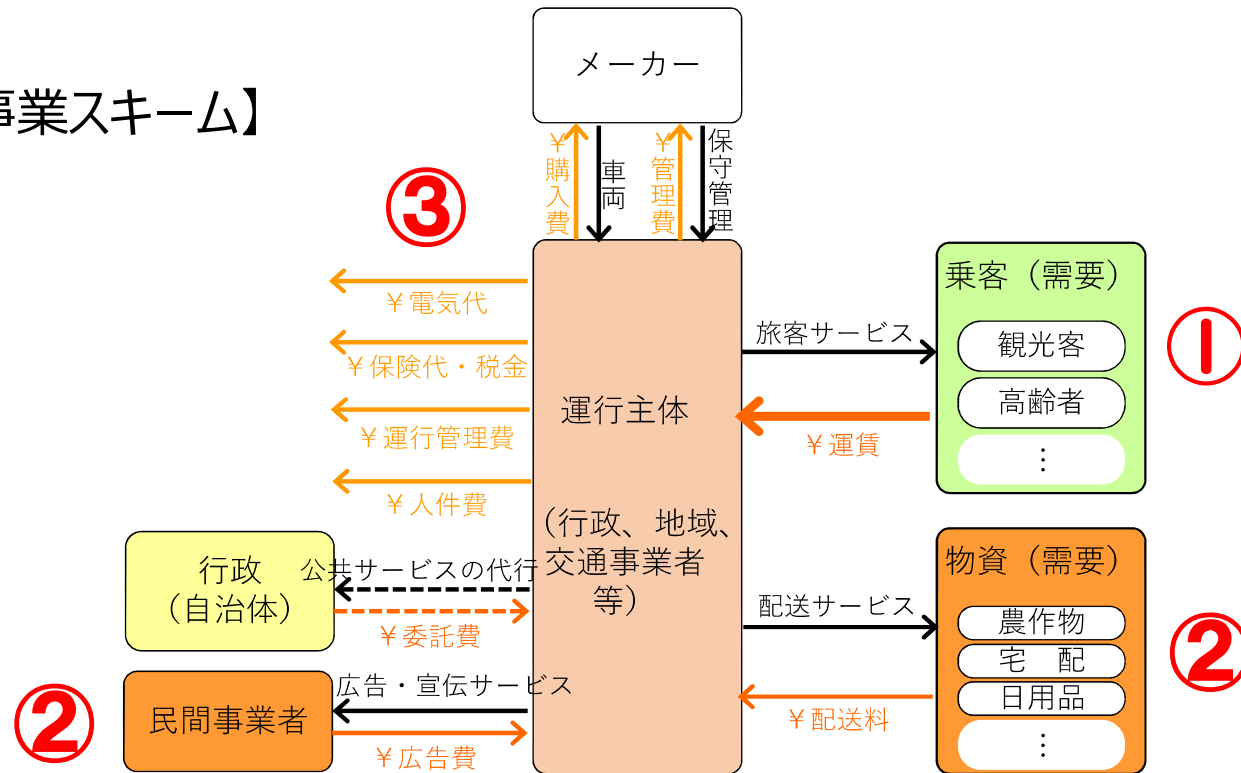 事業スキーム】
メーカー
￥購入費
車両
￥管理費
保守管理
③
￥電気代
￥保険代・税金
￥運行管理費
￥人件費
運行主体
（行政、地域、
交通事業者
等）
旅客サービス
￥運賃
乗客（需要）
観光客
高齢者
⋮
①
行政
（自治体）
公共サービスの代行
￥委託費
民間事業者
広告・宣伝サービス
￥広告費
②
配送サービス
￥配送料
物資（需要）
農作物
宅　配
日用品
⋮
②